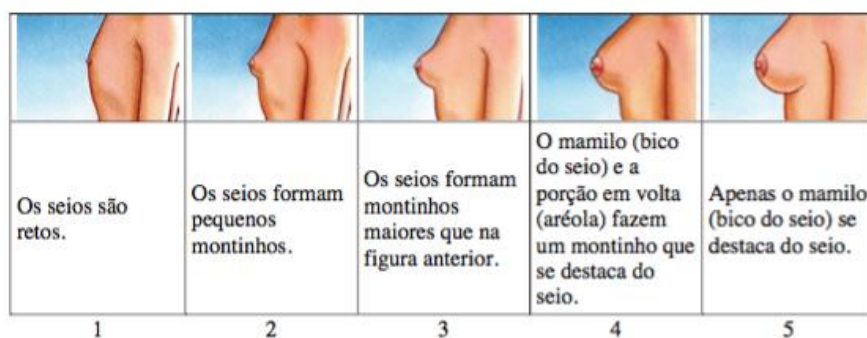 Os seios são
retos.
Os seios formam
pequenos
montinhos.
Os seios formam
montinhos
maiores que na
figura anterior.
O mamilo (bico
do seio) e a
porção em volta
(aréola) fazem
um montinho que
se destaca do
seio.
Apenas o mamilo
(bico do seio) se
destaca do seio.
1
2
3
4
5